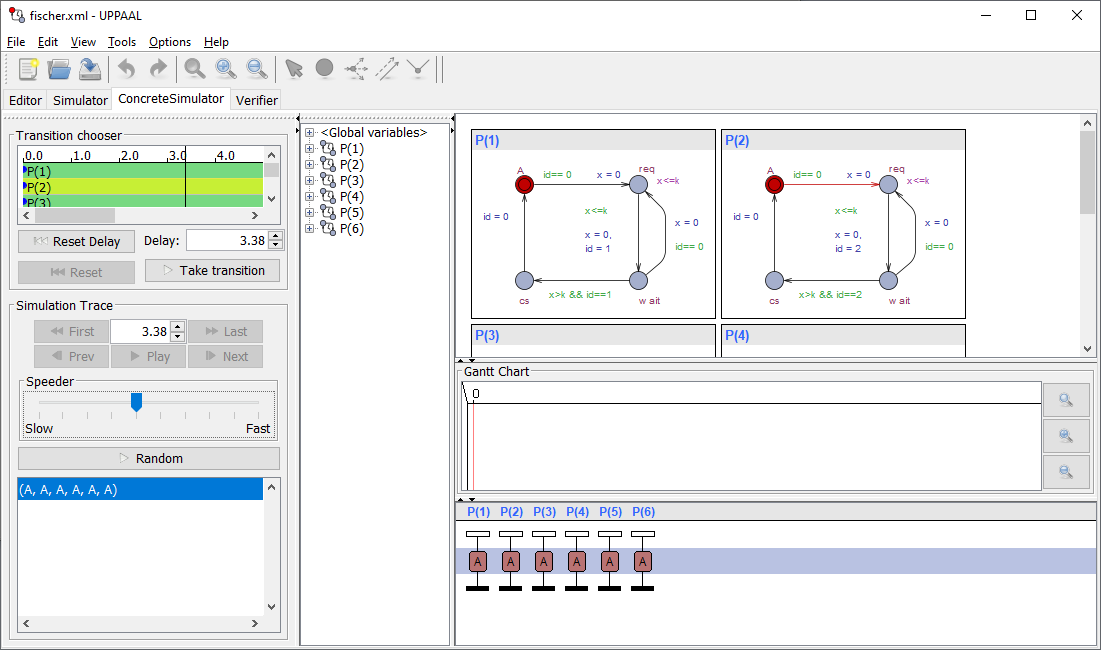 fischer.xml - UPPAAL
File Edit View Tools Options Help
Editor Simulator ConcreteSimulator Verifier
Transition chooser
0.0 1.0 2.0 3.0 4.0
P(1)
P(2)
P(3)
Reset Delay Delay: 3.38
Reset Take transition
Simulation Trace
First 3.38 Last
Prev Play Next
Speeder
Slow Fast
Random
(A, A, A, A, A, A)
<Global variables>
P(1)
P(2)
P(3)
P(4)
P(5)
P(6)
P(1)
A
id== 0
x = 0
req
x<=k
id = 0
x<=k
x = 0,
id = 1
x = 0
id== 0
cs
x>k && id==1
w ait
P(2)
A
id== 0
x = 0
req
x<=k
id = 0
x<=k
x = 0,
id = 2
x = 0
id== 0
cs
x>k && id==2
w ait
P(3)
P(4)
Gantt Chart
0
P(1) P(2) P(3) P(4) P(5) P(6)
A A A A A A